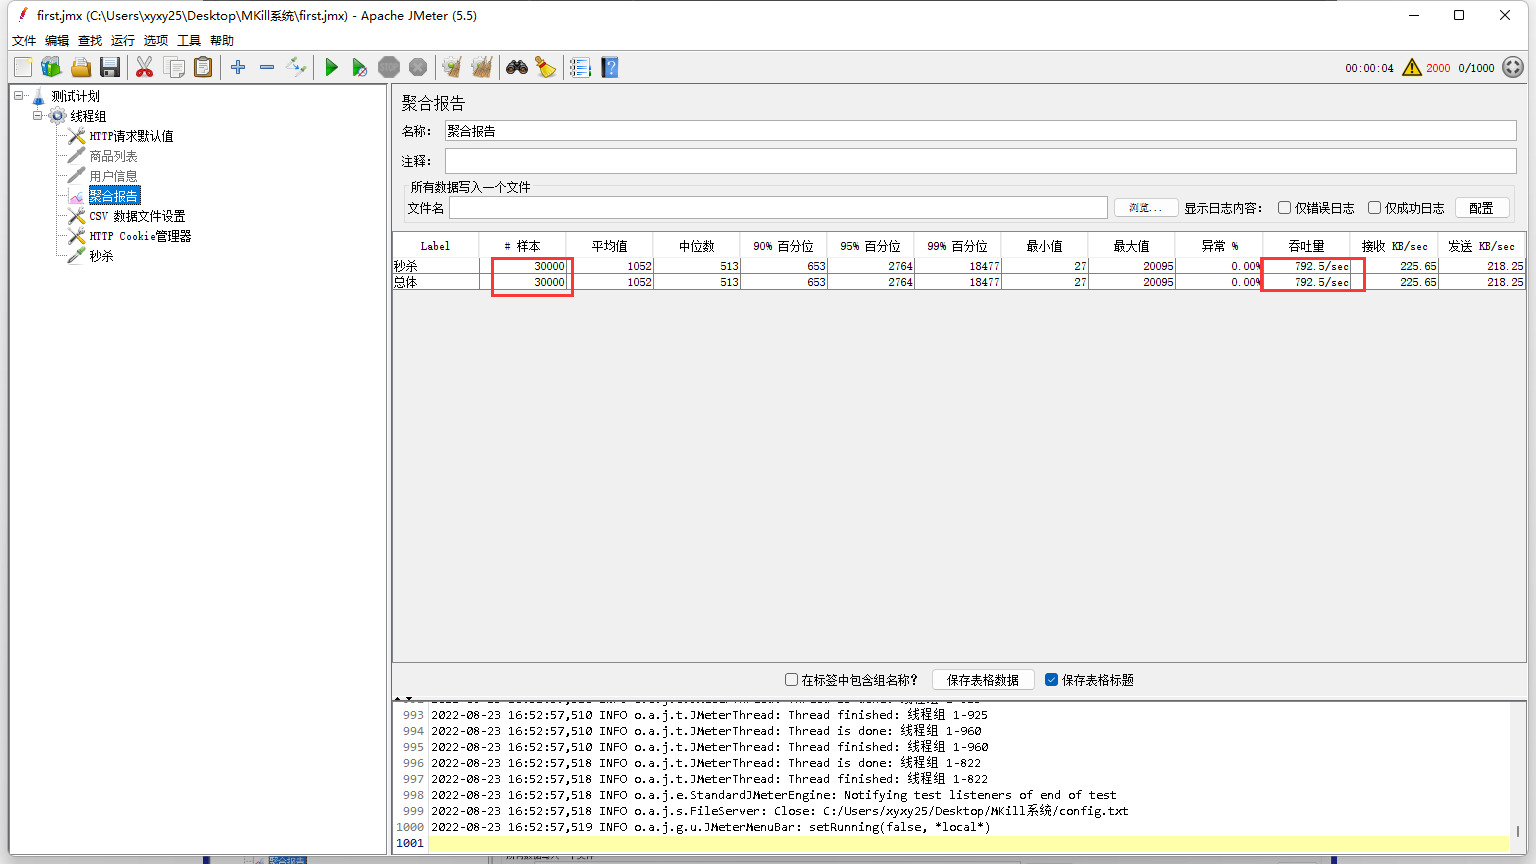 first.jmx (C:\Users\xyxy25\Desktop\MKill系统\first.jmx) - Apache JMeter (5.5)
文件 编辑 查找 运行 选项 工具 帮助
00:00:04 2000 0/1000
测试计划
线程组
HTTP请求默认值
商品列表
用户信息
聚合报告
CSV 数据文件设置
HTTP Cookie管理器
秒杀
聚合报告
名称： 聚合报告
注释：
所有数据写入一个文件
文件名 浏览... 显示日志内容： 仅错误日志 仅成功日志 配置
Label # 样本 平均值 中位数 90% 百分位 95% 百分位 99% 百分位 最小值 最大值 异常 % 吞吐量 接收 KB/sec 发送 KB/sec
秒杀 30000 1052 513 653 2764 18477 27 20095 0.00% 792.5/sec 225.65 218.25
总体 30000 1052 513 653 2764 18477 27 20095 0.00% 792.5/sec 225.65 218.25
在标签中包含组名称？ 保存表格数据 保存表格标题
993 2022-08-23 16:52:57,510 INFO o.a.j.t.JMeterThread: Thread finished: 线程组 1-925
994 2022-08-23 16:52:57,510 INFO o.a.j.t.JMeterThread: Thread is done: 线程组 1-960
995 2022-08-23 16:52:57,510 INFO o.a.j.t.JMeterThread: Thread finished: 线程组 1-960
996 2022-08-23 16:52:57,518 INFO o.a.j.t.JMeterThread: Thread is done: 线程组 1-822
997 2022-08-23 16:52:57,518 INFO o.a.j.t.JMeterThread: Thread finished: 线程组 1-822
998 2022-08-23 16:52:57,518 INFO o.a.j.e.StandardJMeterEngine: Notifying test listeners of end of test
999 2022-08-23 16:52:57,518 INFO o.a.j.s.FileServer: Close: C:/Users/xyxy25/Desktop/MKill系统/config.txt
1000 2022-08-23 16:52:57,519 INFO o.a.j.g.u.JMeterMenuBar: setRunning(false, *local*)
1001